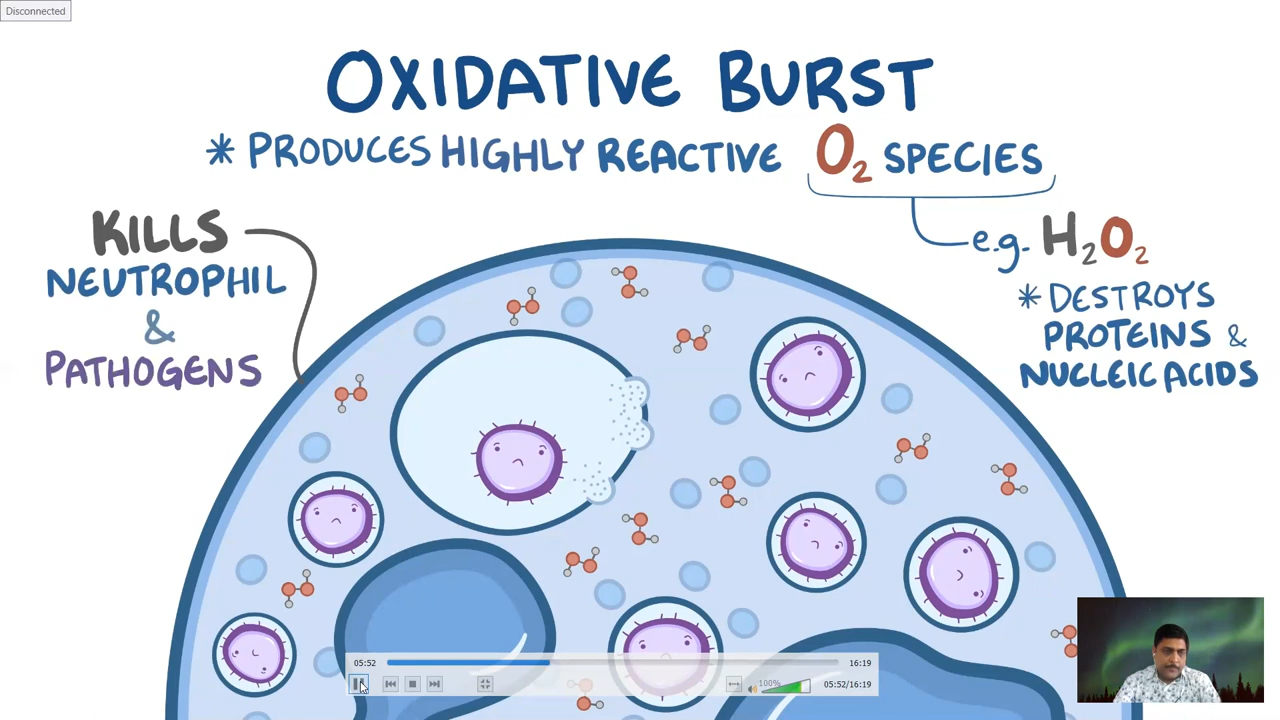 Disconnected
OXIDATIVE BURST
* PRODUCES HIGHLY REACTIVE O2 SPECIES
e.g. H2O2
* DESTROYS
PROTEINS &
NUCLEIC ACIDS
KILLS
NEUTROPHIL
&
PATHOGENS
05:52 16:19
100% 05:52/16:19